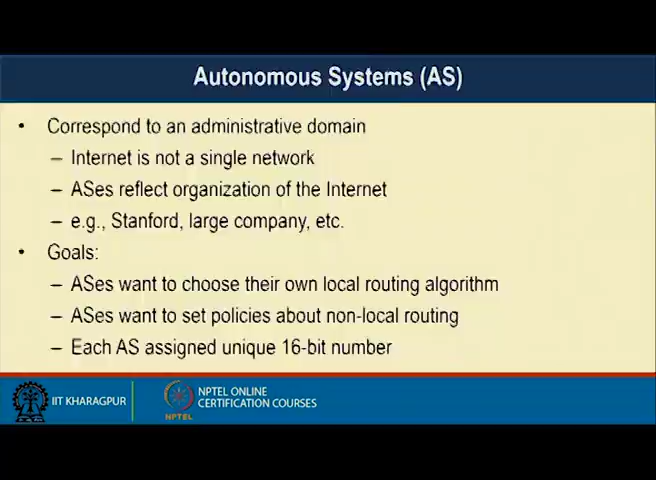 Autonomous Systems (AS)
• Correspond to an administrative domain
– Internet is not a single network
– ASes reflect organization of the Internet
– e.g., Stanford, large company, etc.
• Goals:
– ASes want to choose their own local routing algorithm
– ASes want to set policies about non-local routing
– Each AS assigned unique 16-bit number
IIT KHARAGPUR
NPTEL
NPTEL ONLINE
CERTIFICATION COURSES